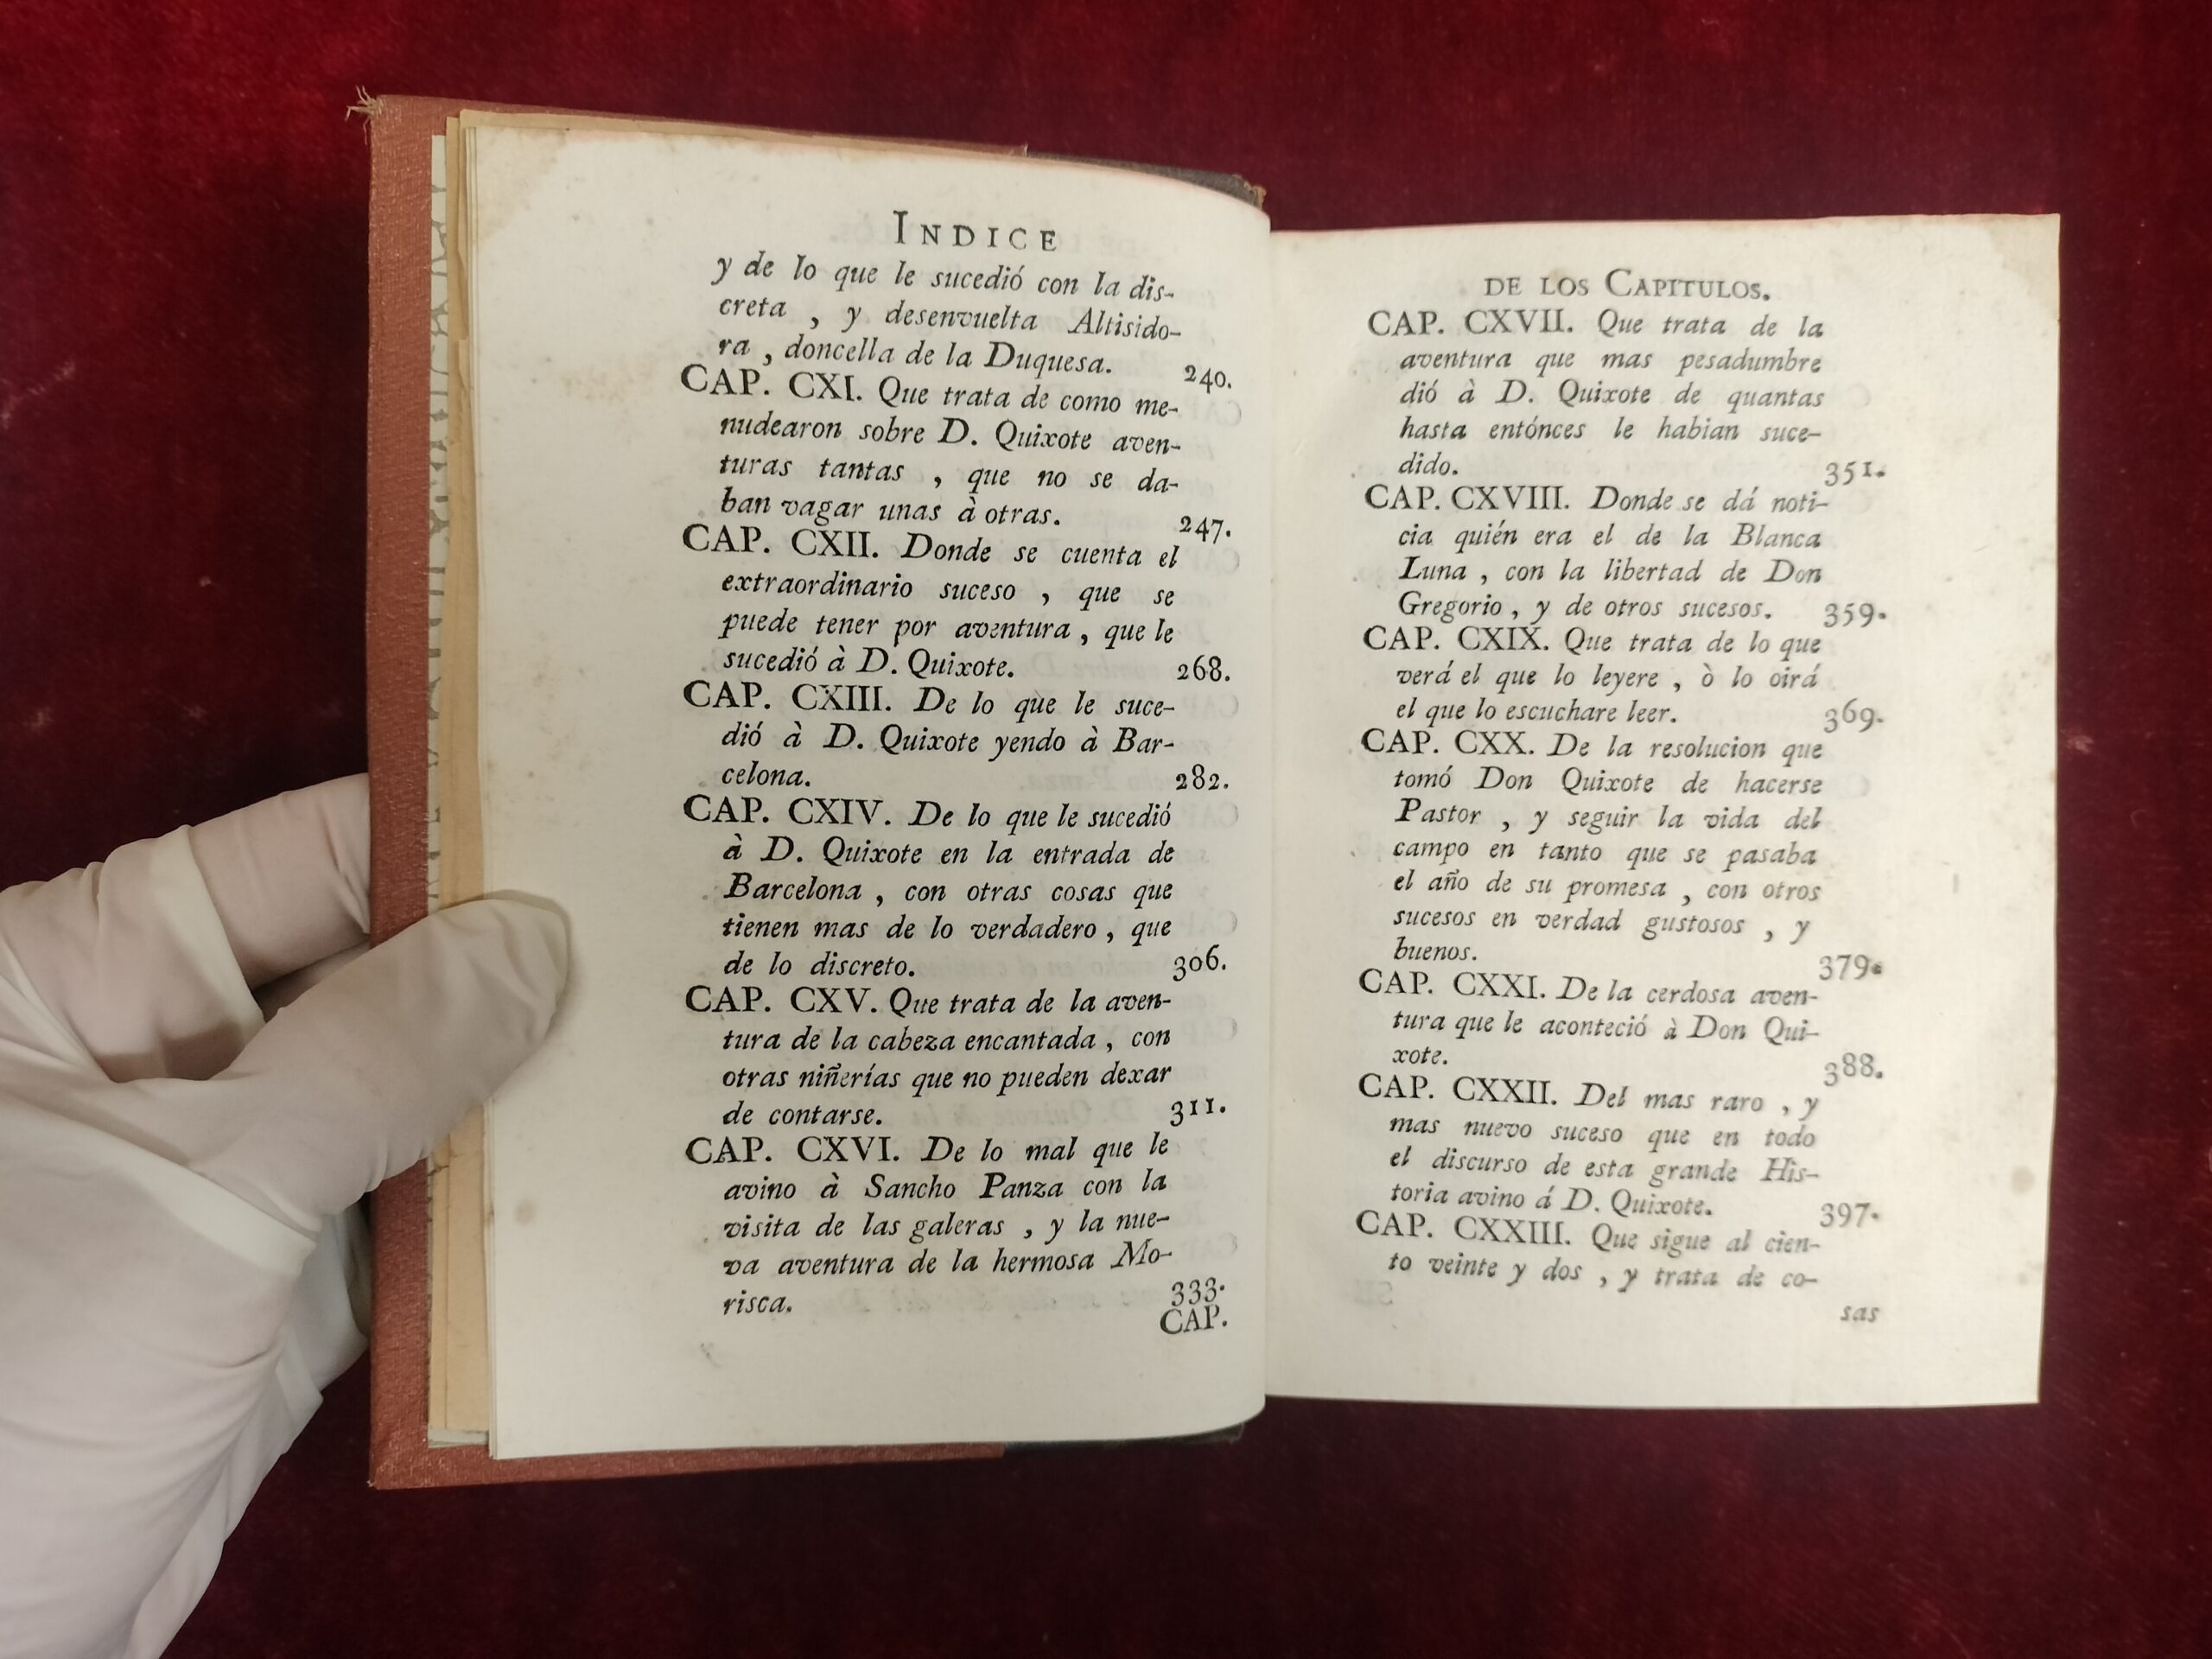 INDICE
y de lo que le sucedió con la dis-
creta , y desenvuelta Altisido-
ra , doncella de la Duquesa. 240.
CAP. CXI. Que trata de como me-
nudearon sobre D. Quixote aven-
turas tantas , que no se da-
ban vagar unas à otras. 247.
CAP. CXII. Donde se cuenta el
extraordinario suceso , que se
puede tener por aventura , que le
sucedió à D. Quixote. 268.
CAP. CXIII. De lo que le suce-
dió à D. Quixote yendo à Bar-
celona. 282.
CAP. CXIV. De lo que le sucedió
à D. Quixote en la entrada de
Barcelona , con otras cosas que
tienen mas de lo verdadero , que
de lo discreto. 306.
CAP. CXV. Que trata de la aven-
tura de la cabeza encantada , con
otras niñerías que no pueden dexar
de contarse. 311.
CAP. CXVI. De lo mal que le
avino à Sancho Panza con la
visita de las galeras , y la nue-
va aventura de la hermosa Mo-
risca. 333.
CAP.
DE LOS CAPITULOS.
CAP. CXVII. Que trata de la
aventura que mas pesadumbre
dió à D. Quixote de quantas
hasta entónces le habian suce-
dido. 351.
CAP. CXVIII. Donde se dá noti-
cia quién era el de la Blanca
Luna , con la libertad de Don
Gregorio , y de otros sucesos. 359.
CAP. CXIX. Que trata de lo que
verá el que lo leyere , ò lo oirá
el que lo escuchare leer. 369.
CAP. CXX. De la resolucion que
tomó Don Quixote de hacerse
Pastor , y seguir la vida del
campo en tanto que se pasaba
el año de su promesa , con otros
sucesos en verdad gustosos , y
buenos. 379.
CAP. CXXI. De la cerdosa aven-
tura que le aconteció à Don Qui-
xote. 388.
CAP. CXXII. Del mas raro , y
mas nuevo suceso que en todo
el discurso de esta grande His-
toria avino á D. Quixote. 397.
CAP. CXXIII. Que sigue al cien-
to veinte y dos , y trata de co-
sas